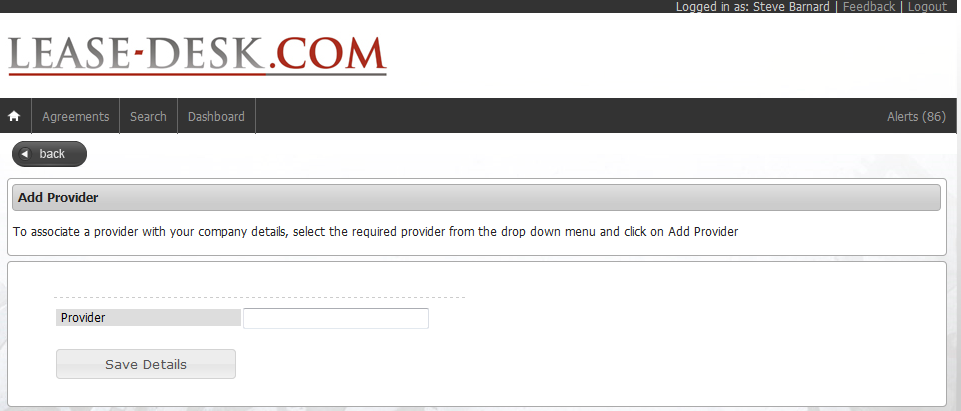 Logged in as: Steve Barnard | Feedback | Logout
LEASE-DESK.COM
Agreements Search Dashboard Alerts (86)
back
Add Provider
To associate a provider with your company details, select the required provider from the drop down menu and click on Add Provider
Provider
Save Details